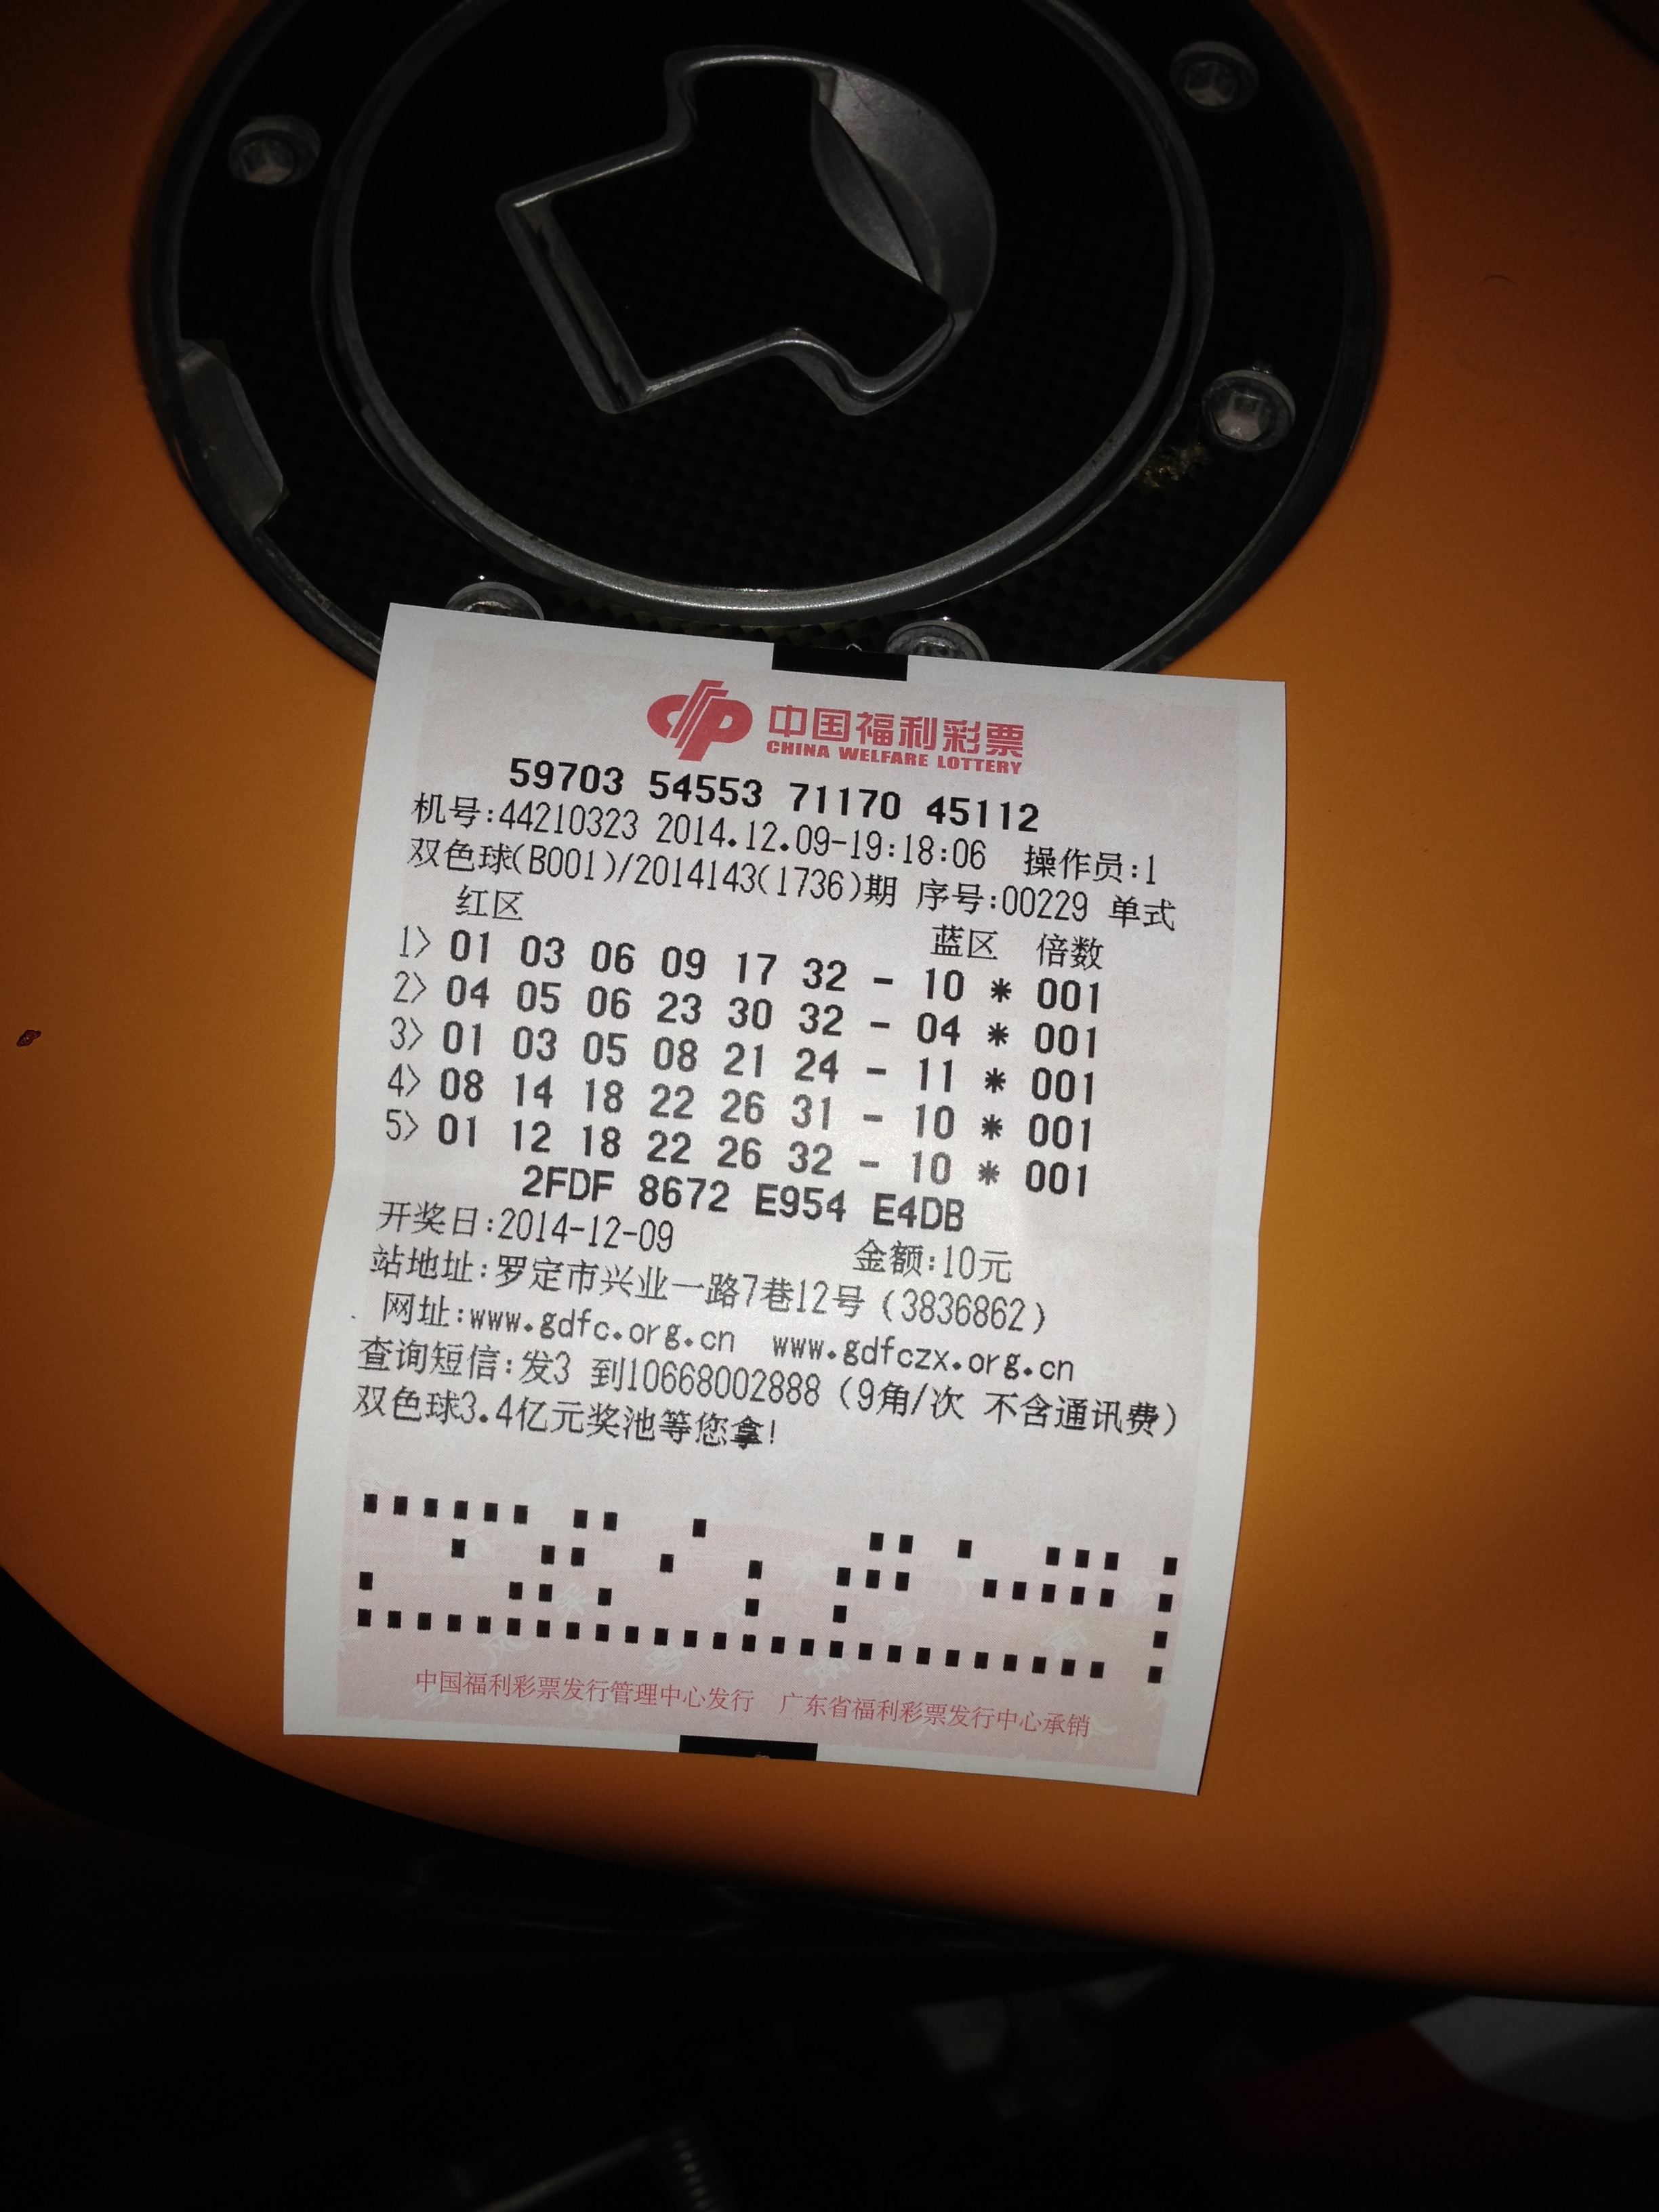 中国福利彩票
CHINA WELFARE LOTTERY
59703 54553 71170 45112
机号:44210323 2014.12.09-19:18:06 操作员:1
双色球(B001)/2014143(1736)期 序号:00229 单式
红区 蓝区 倍数
1> 01 03 06 09 17 32 - 10 * 001
2> 04 05 06 23 30 32 - 04 * 001
3> 01 03 05 08 21 24 - 11 * 001
4> 08 14 18 22 26 31 - 10 * 001
5> 01 12 18 22 26 32 - 10 * 001
2FDF 8672 E954 E4DB
开奖日:2014-12-09 金额:10元
站地址:罗定市兴业一路7巷12号(3836862)
网址:www.gdfc.org.cn www.gdfczx.org.cn
查询短信:发3 到10668002888(9角/次 不含通讯费)
双色球3.4亿元奖池等您拿!
中国福利彩票发行管理中心发行 广东省福利彩票发行中心承销